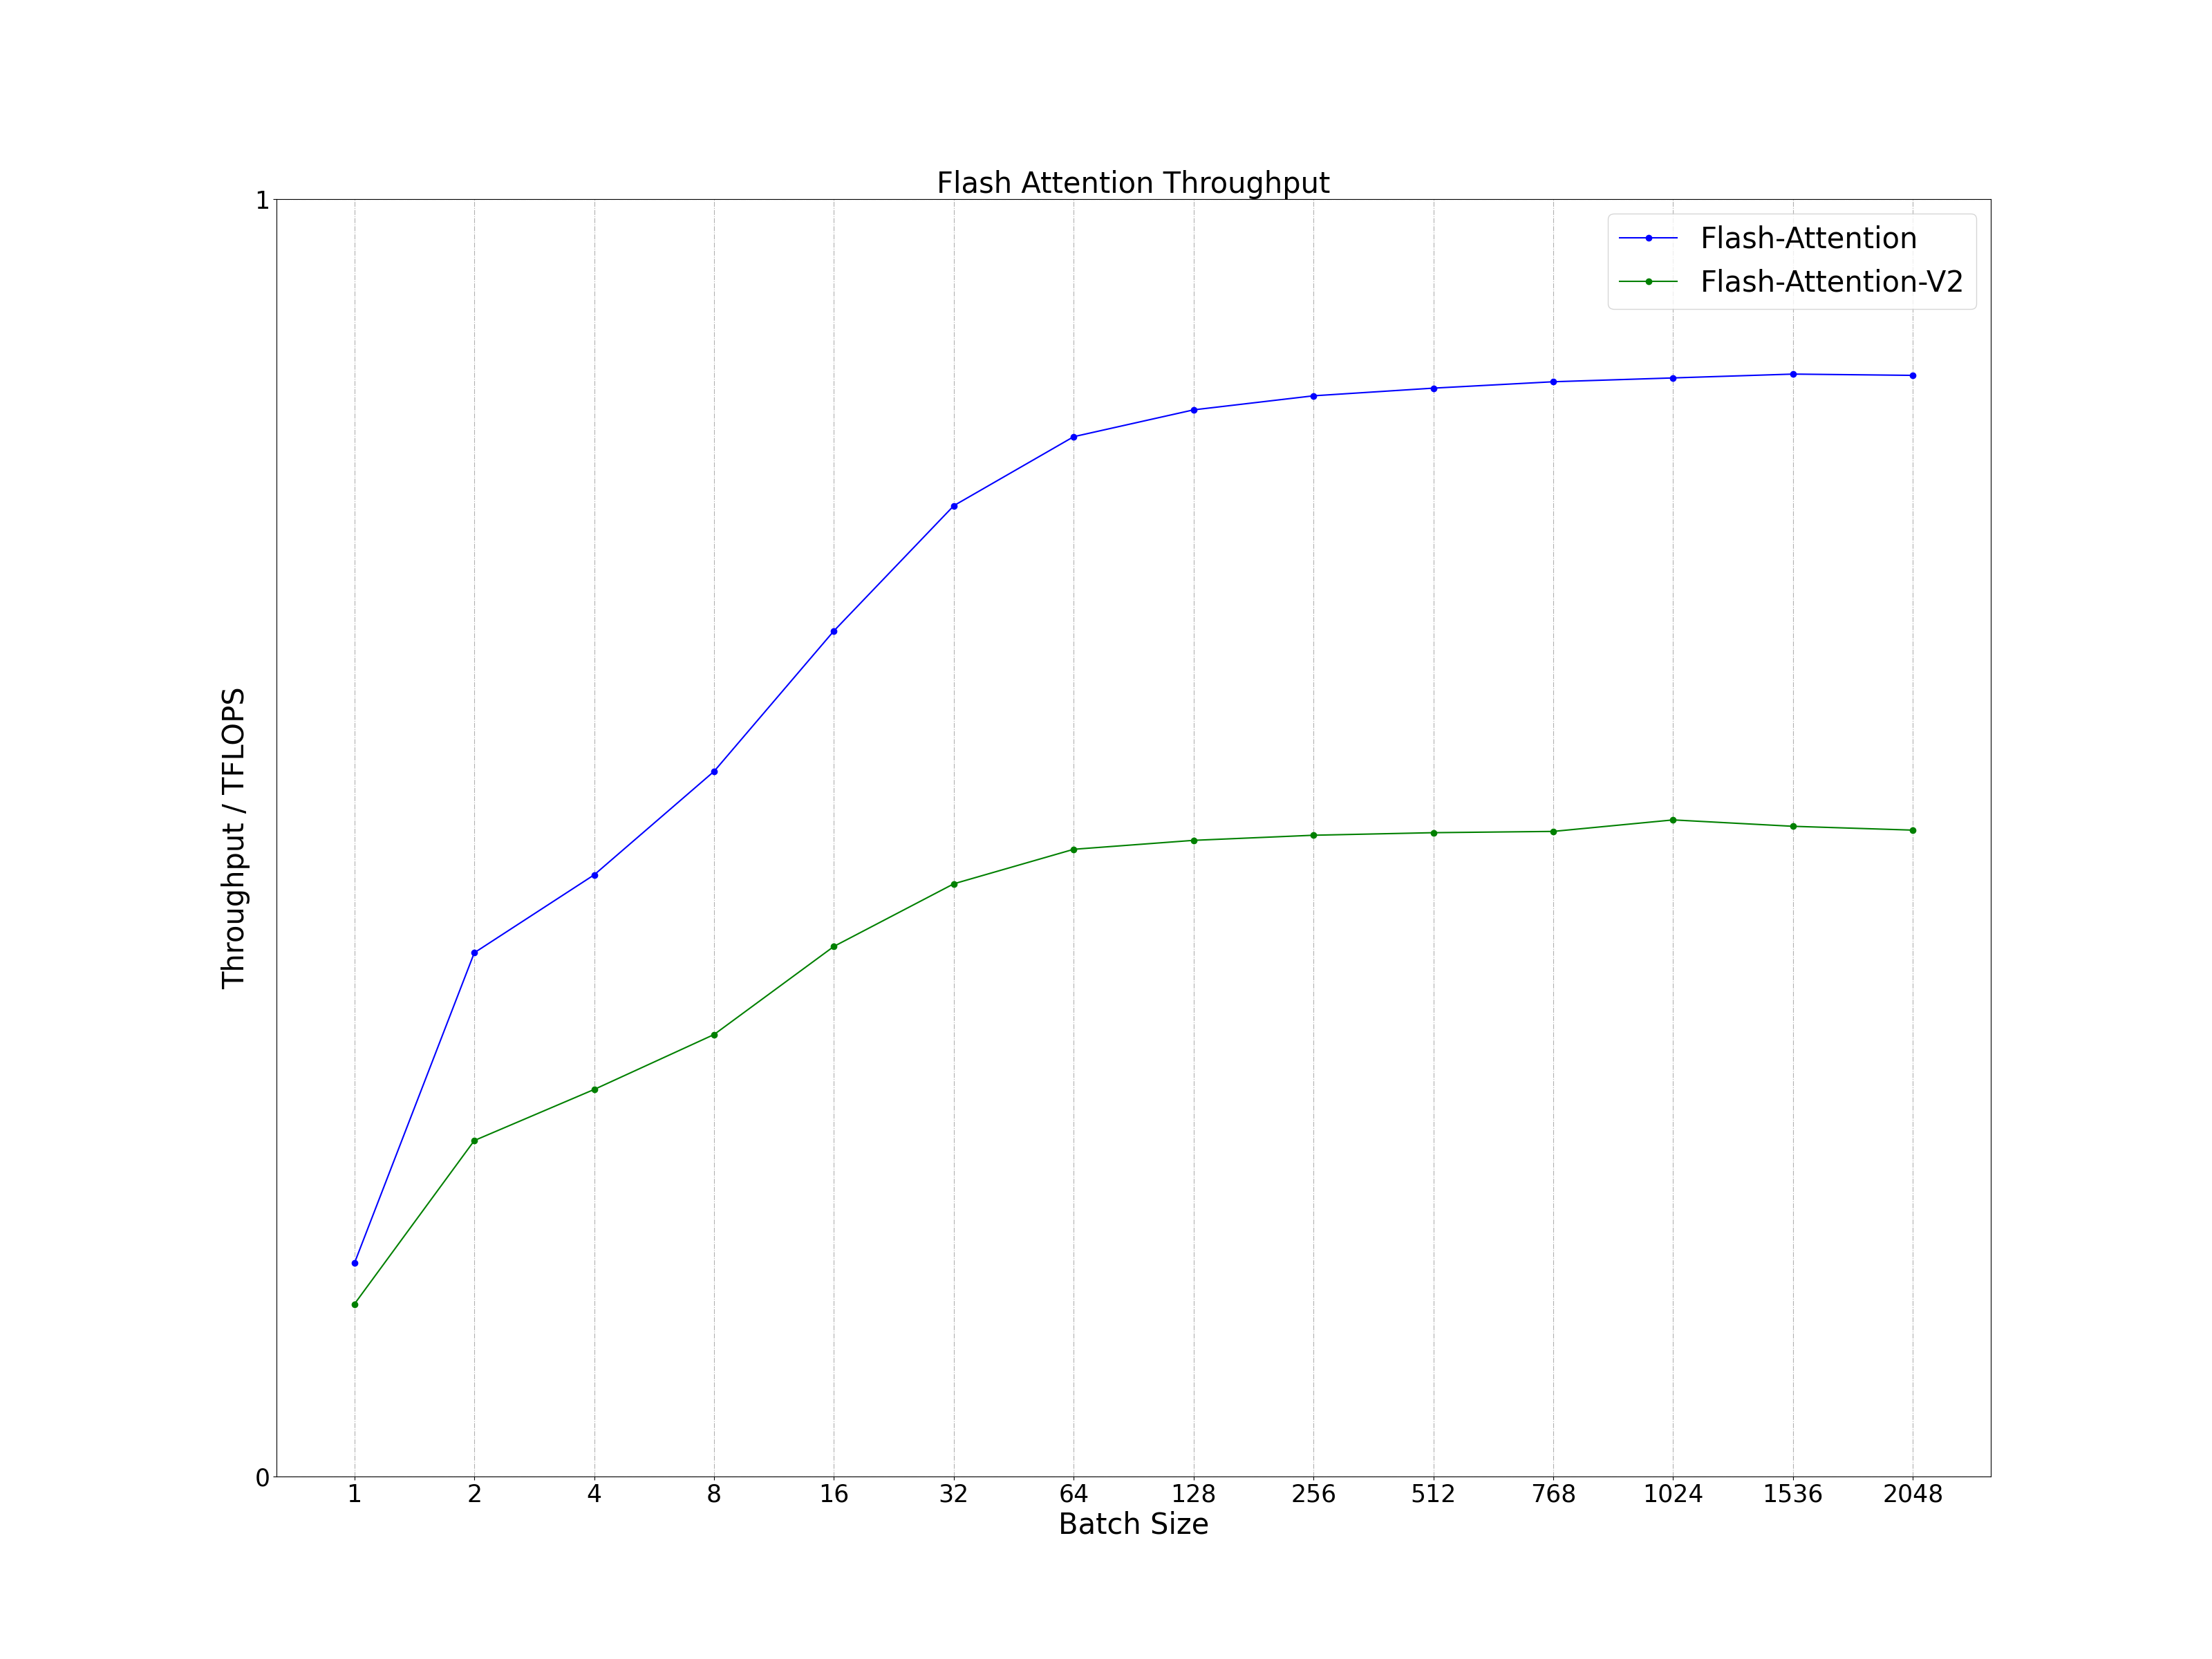 Flash Attention Throughput
1
Flash-Attention
Flash-Attention-V2
Throughput / TFLOPS
0
1 2 4 8 16 32 64 128 256 512 768 1024 1536 2048
Batch Size